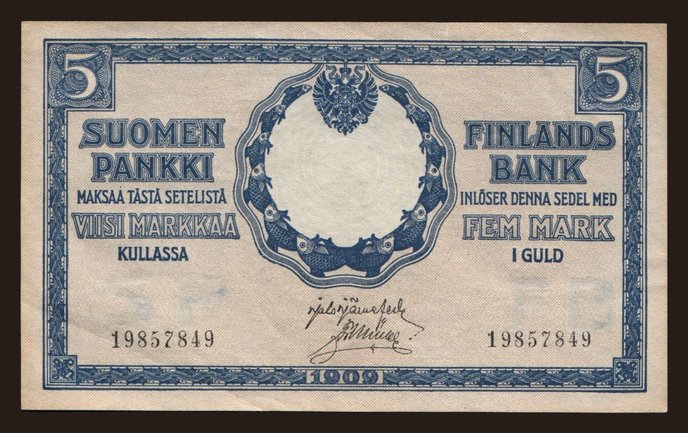 5
5
SUOMEN
PANKKI
MAKSAA TÄSTÄ SETELISTÄ
VIISI MARKKAA
KULLASSA
FINLANDS
BANK
INLÖSER DENNA SEDEL MED
FEM MARK
I GULD
19857849
19857849
1909